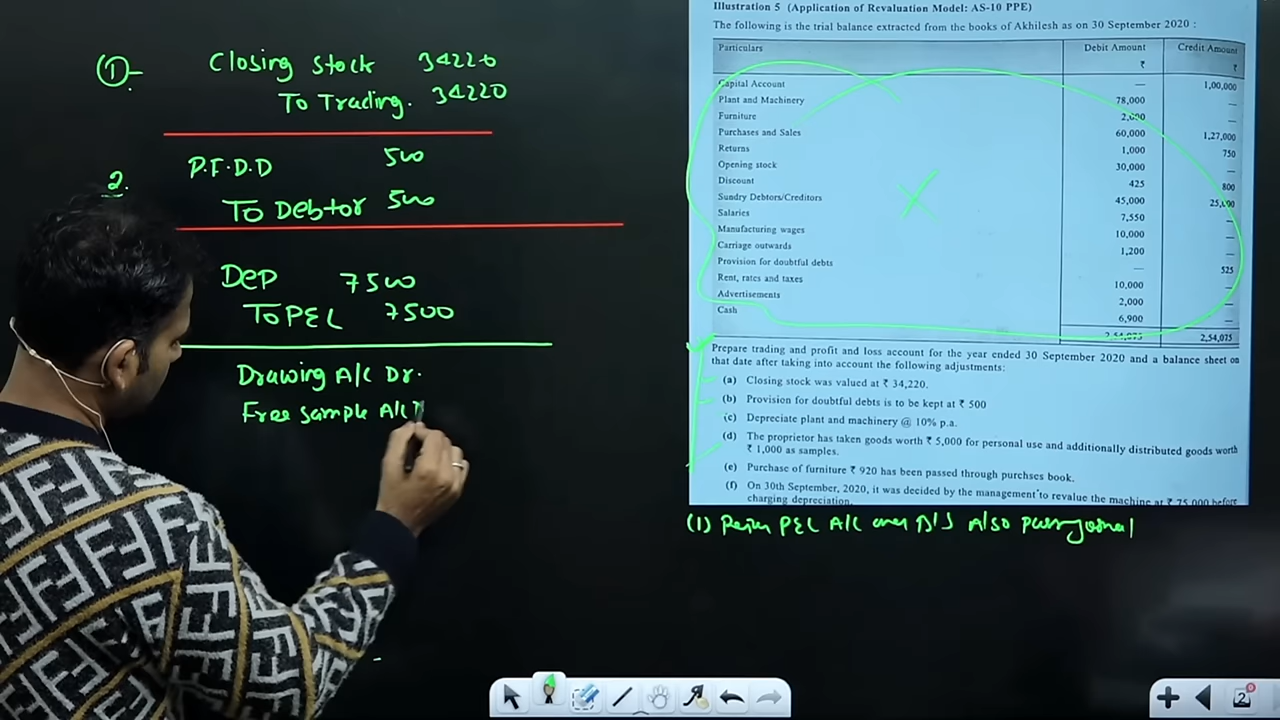 ①-
Closing stock 34220
To Trading. 34220
2.
P.F.D.D 500
To Debtor 500
Dep 7500
To P&L 7500
Drawing A/c Dr.
Free sample A/c
Illustration 5 (Application of Revaluation Model: AS-10 PPE)
The following is the trial balance extracted from the books of Akhilesh as on 30 September 2020 :
Particulars Debit Amount Credit Amount
₹ ₹
Capital Account — 1,00,000
Plant and Machinery 78,000 —
Furniture 2,000 —
Purchases and Sales 60,000 1,27,000
Returns 1,000 750
Opening stock 30,000 —
Discount 425 800
Sundry Debtors/Creditors 45,000 25,000
Salaries 7,550 —
Manufacturing wages 10,000 —
Carriage outwards 1,200 —
Provision for doubtful debts — 525
Rent, rates and taxes 10,000 —
Advertisements 2,000 —
Cash 6,900 —
2,54,075 2,54,075
Prepare trading and profit and loss account for the year ended 30 September 2020 and a balance sheet on
that date after taking into account the following adjustments:
(a) Closing stock was valued at ₹ 34,220.
(b) Provision for doubtful debts is to be kept at ₹ 500
(c) Depreciate plant and machinery @ 10% p.a.
(d) The proprietor has taken goods worth ₹ 5,000 for personal use and additionally distributed goods worth
₹ 1,000 as samples.
(e) Purchase of furniture ₹ 920 has been passed through purchses book.
(f) On 30th September, 2020, it was decided by the management to revalue the machine at ₹ 75,000 before
charging depreciation.
(1) P&L A/c B/S Also
2